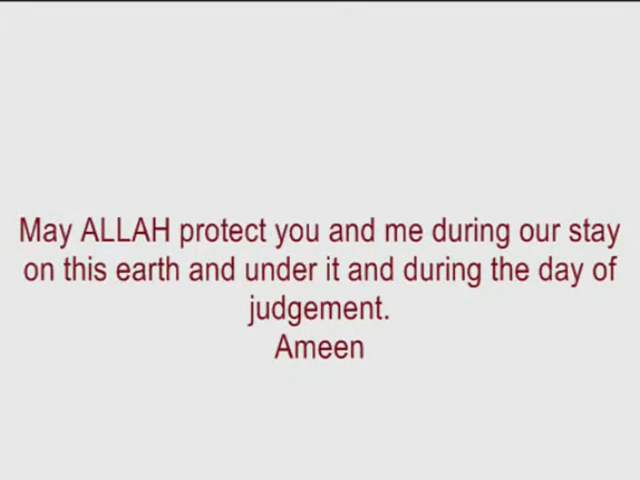 May ALLAH protect you and me during our stay
on this earth and under it and during the day of
judgement.
Ameen